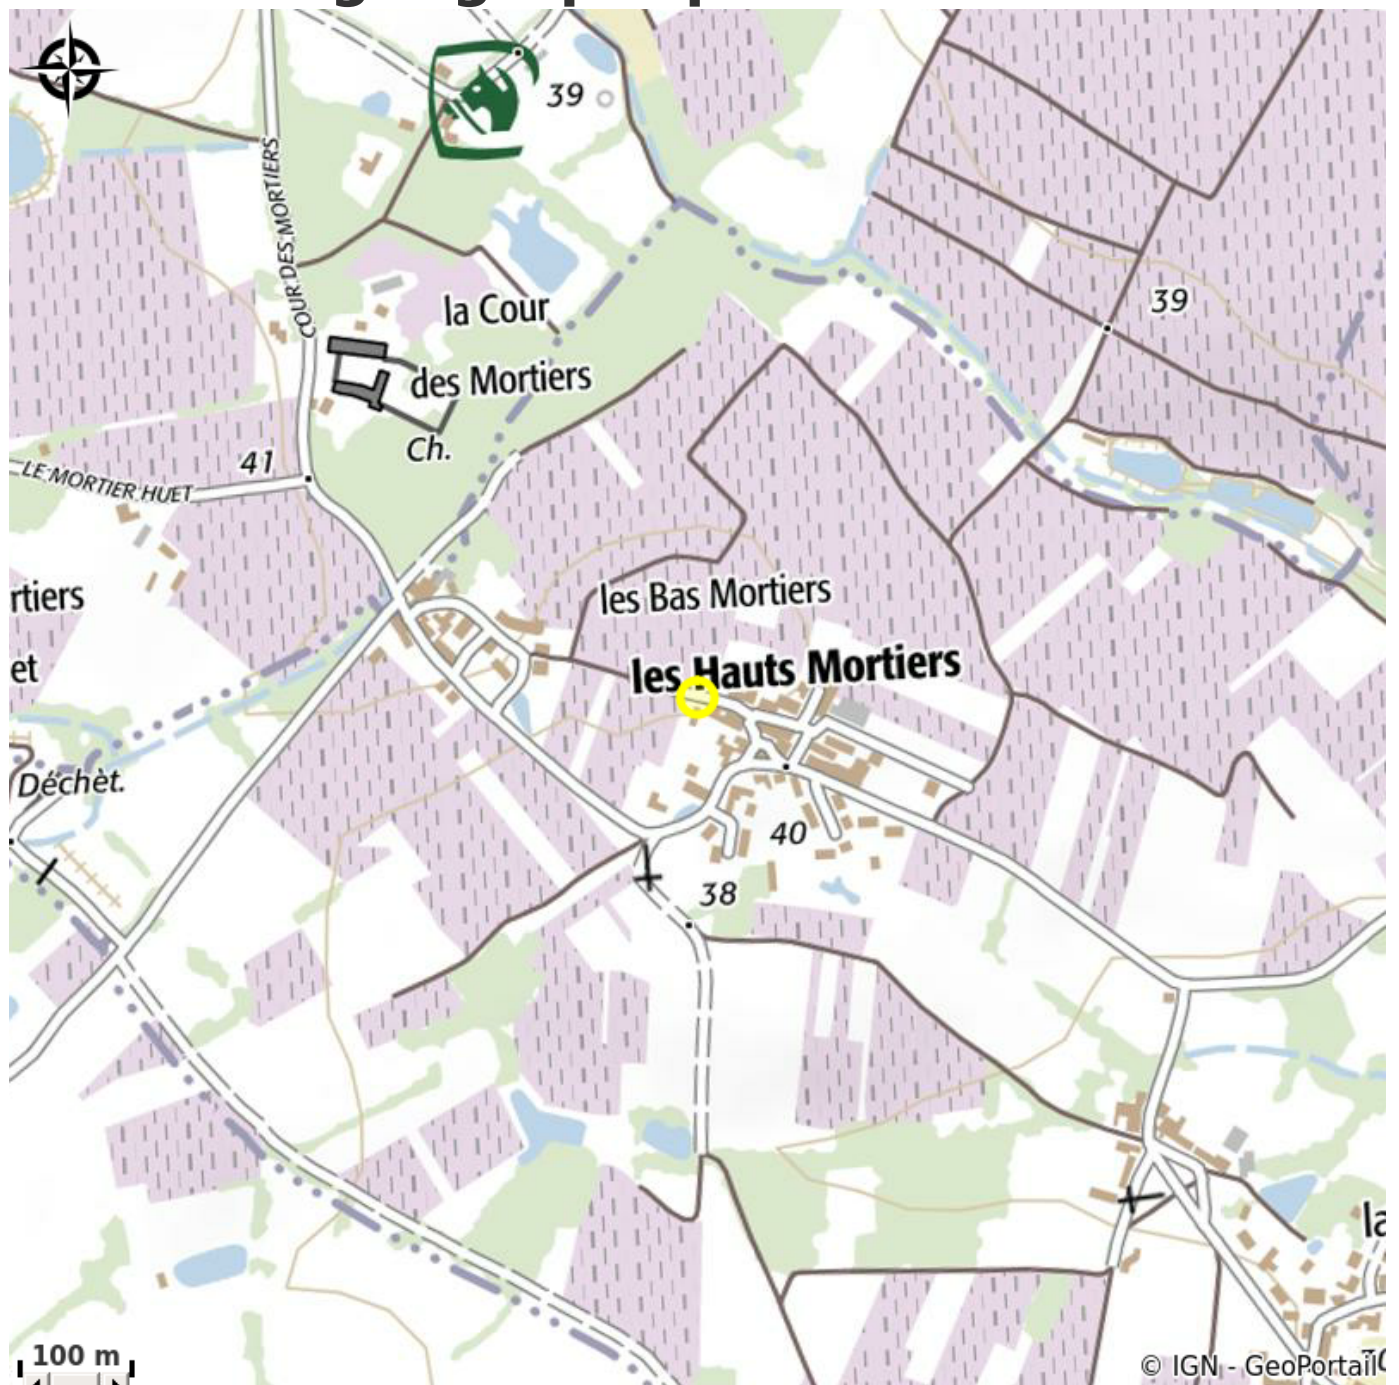 39
COUR DES MORTIERS
la Cour
39
des Mortiers
Ch.
41
LE MORTIER HUET
rtiers
les Bas Mortiers
et
les Hauts Mortiers
Déchèt.
40
38
la
100 m
© IGN - GeoPortail